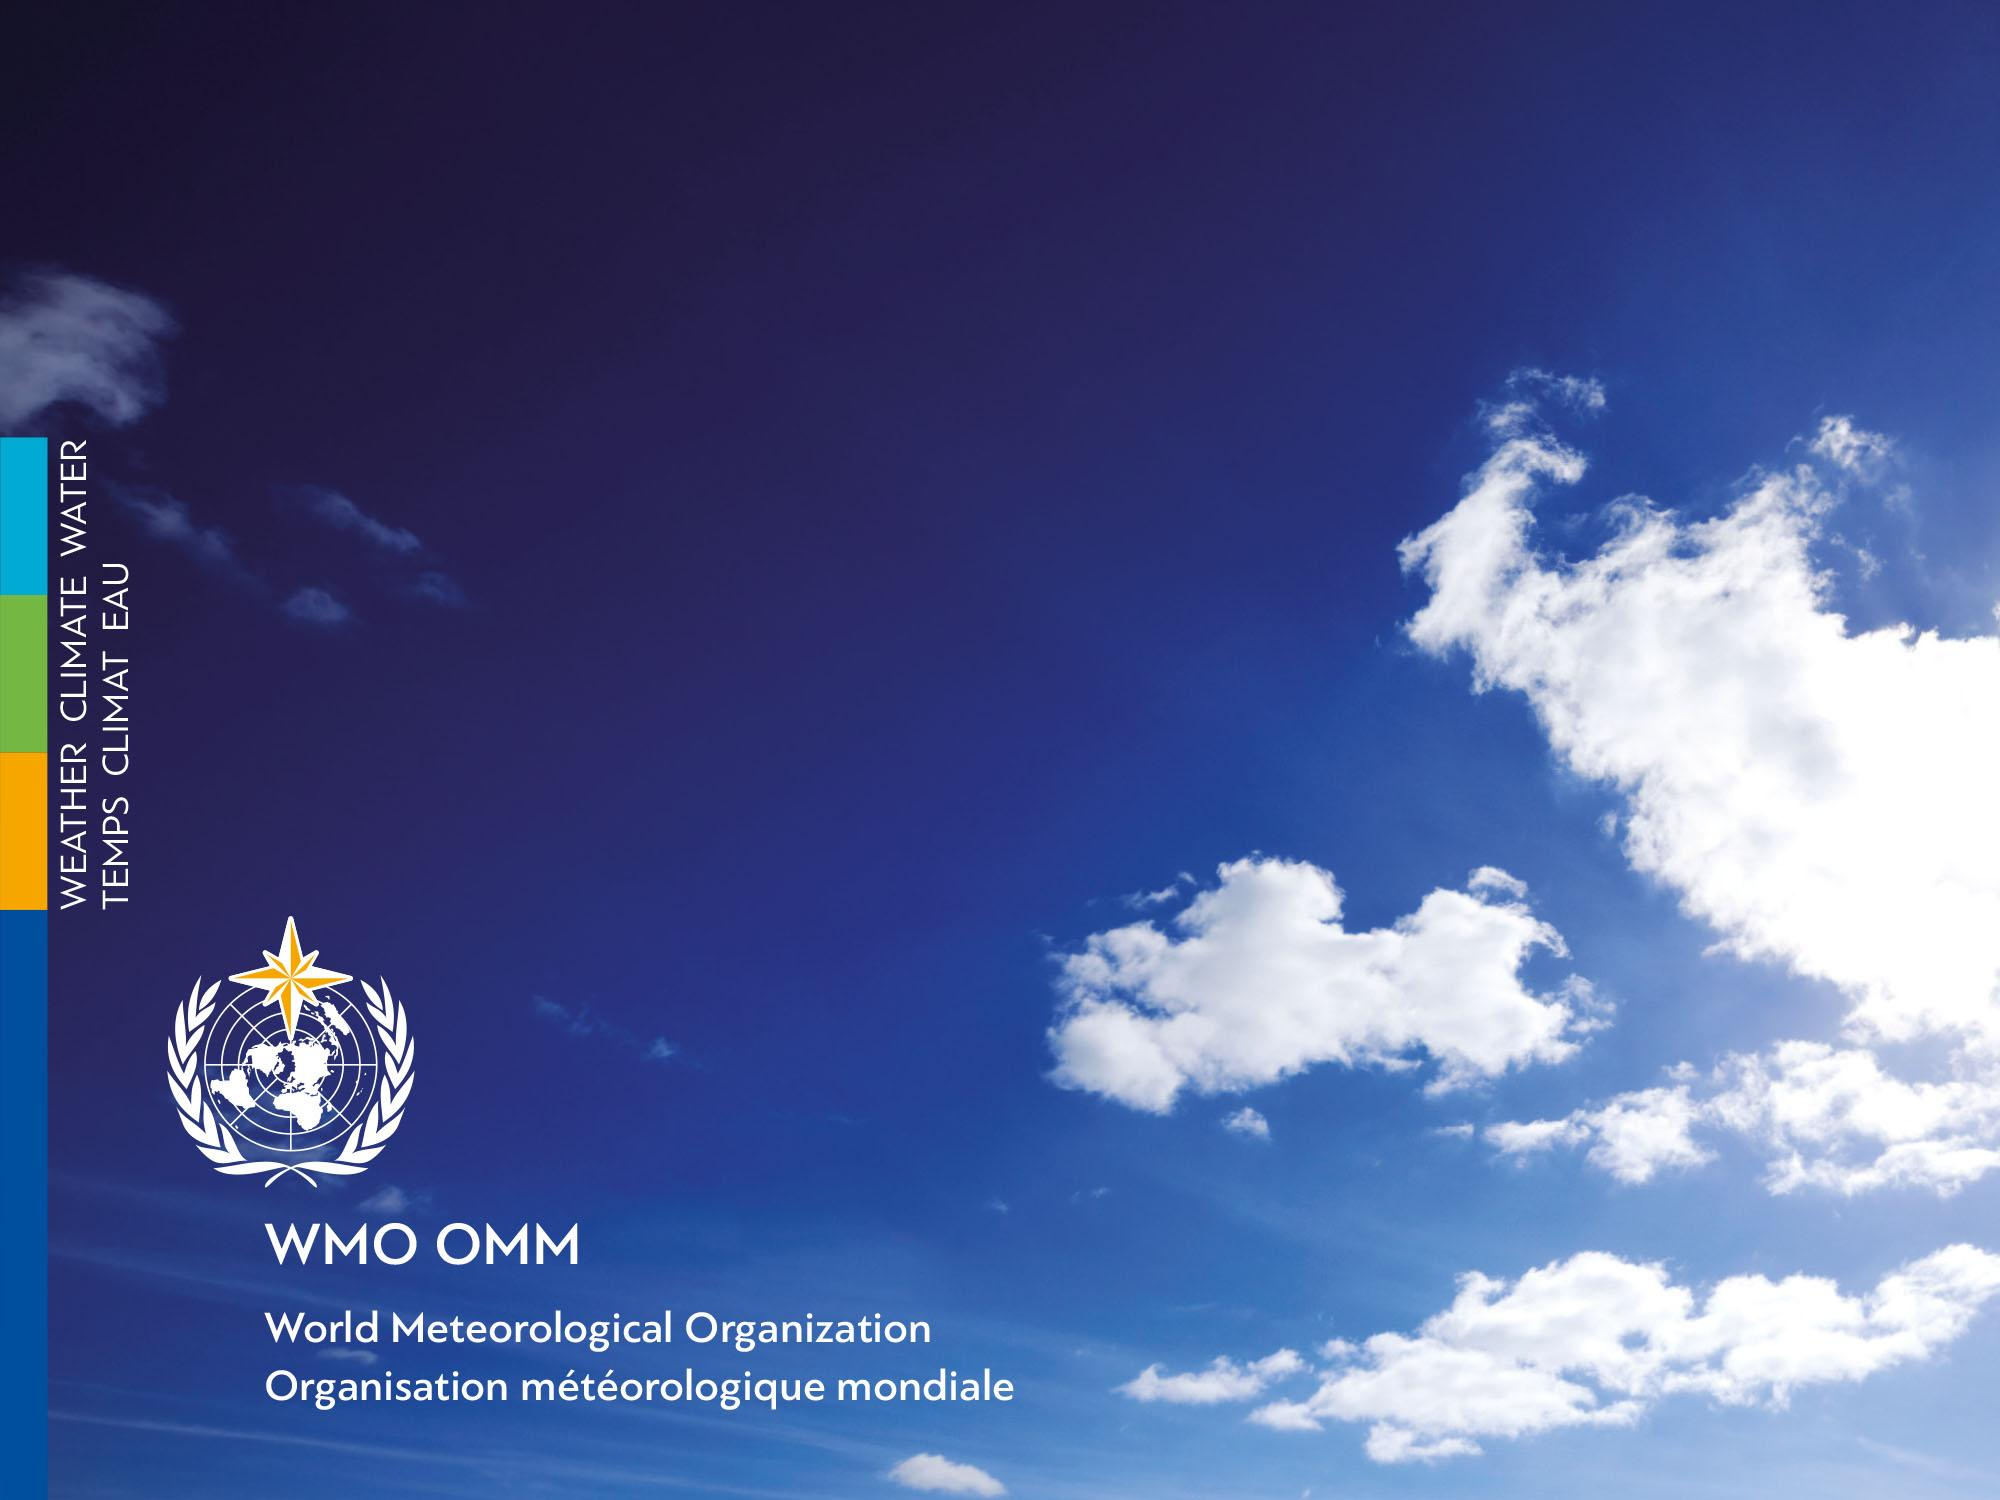 WEATHER CLIMATE WATER
TEMPS CLIMAT EAU
WMO OMM
World Meteorological Organization
Organisation météorologique mondiale